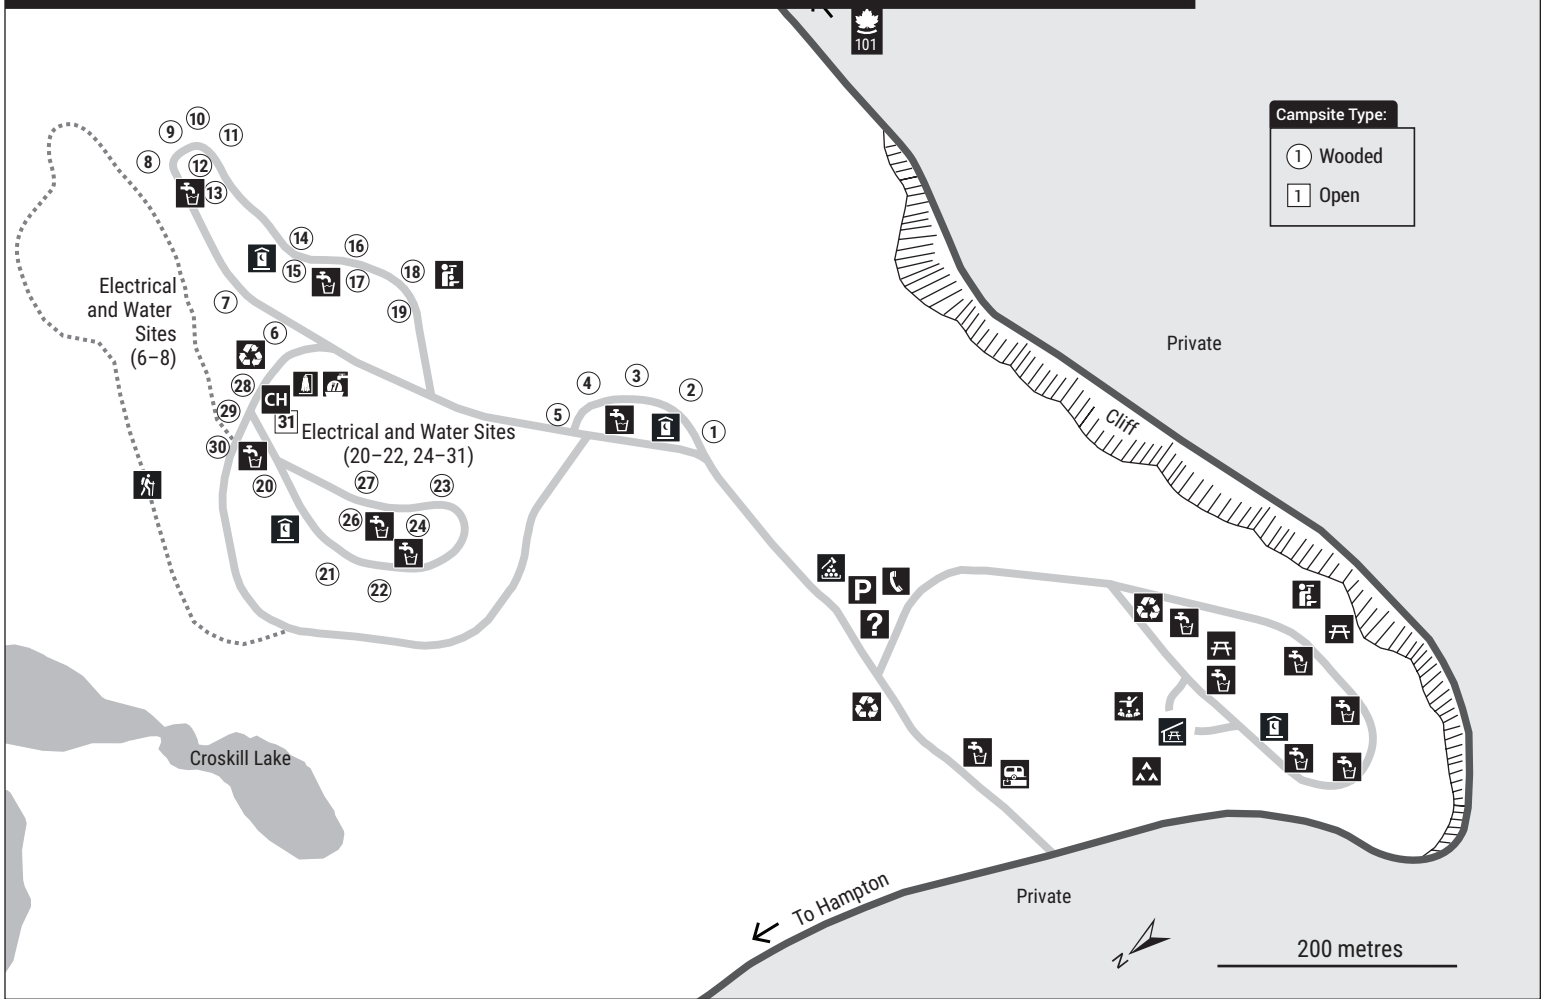 101
Campsite Type:
1 Wooded
1 Open
10
9
11
8
12
13
14
16
15
17
18
19
Electrical
and Water
Sites
(6–8)
7
6
28
CH
29
31
30
Electrical and Water Sites
(20–22, 24–31)
20
27
23
26
24
21
22
5
4
3
2
1
Private
Cliff
P
?
Croskill Lake
To Hampton
Private
N
200 metres